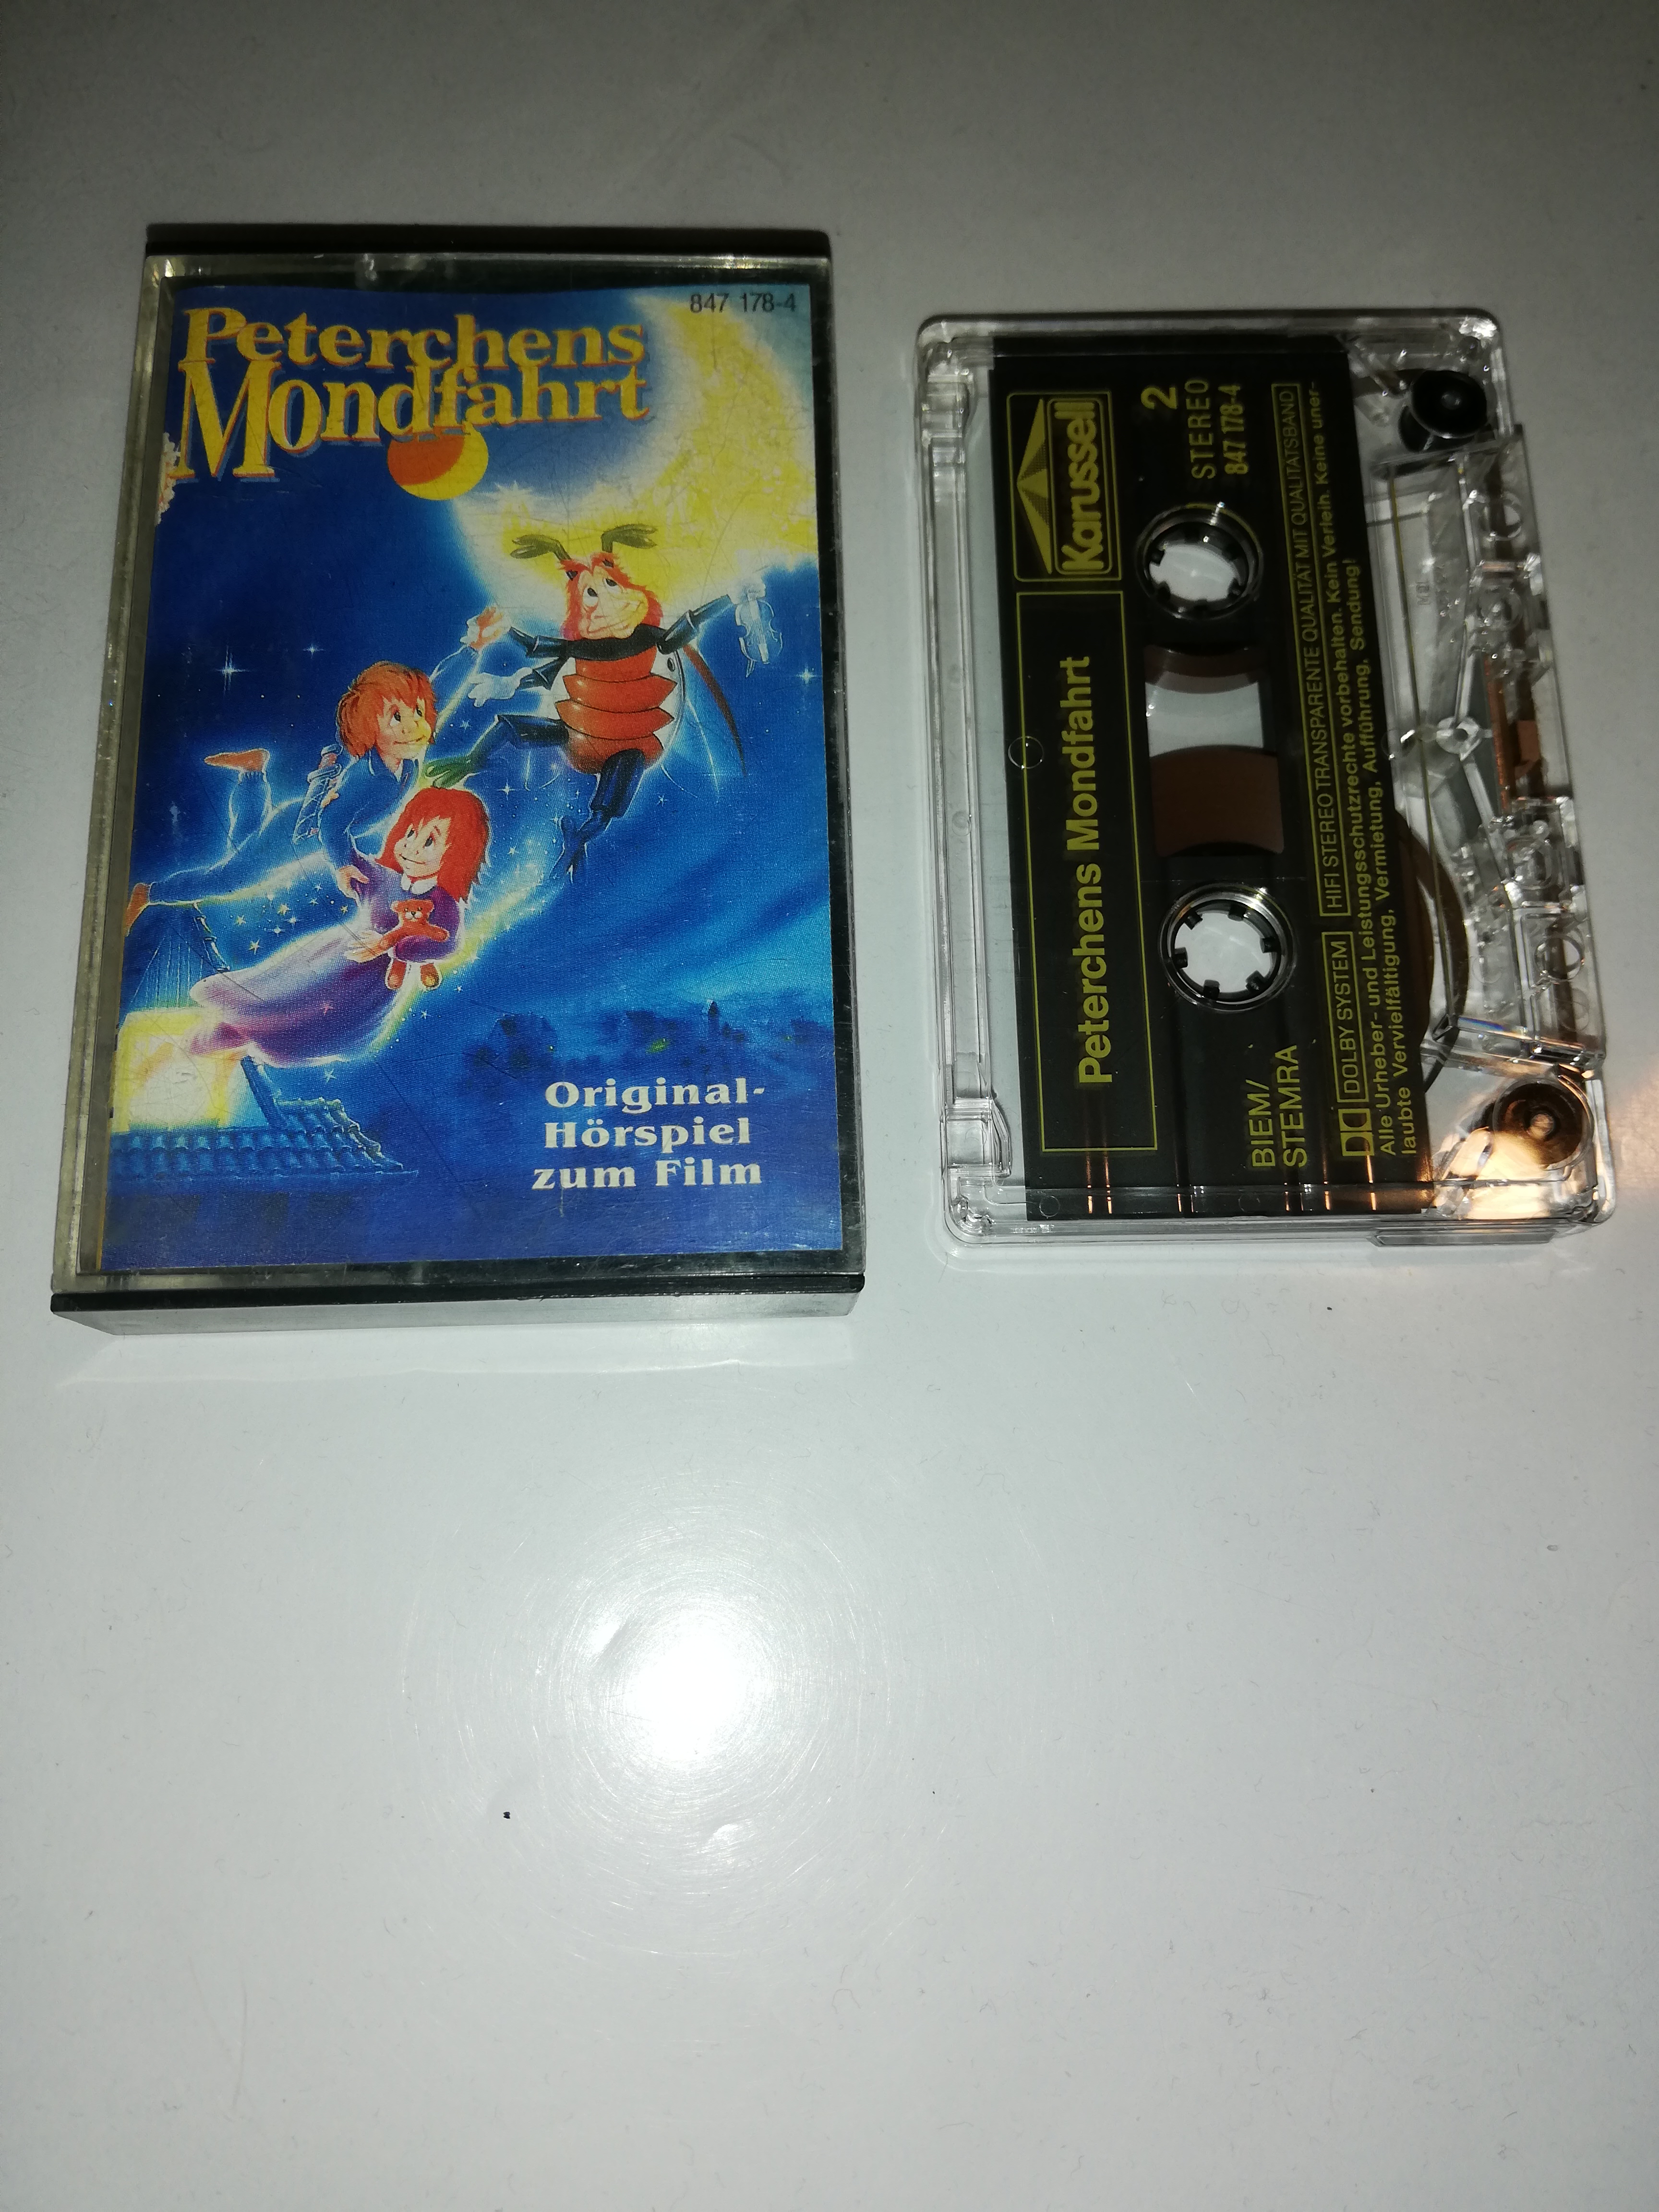 847 178-4
Peterchens
Mondfahrt
Original-
Hörspiel
zum Film
Karussell
Peterchens Mondfahrt
2
STEREO
847 178-4
BIEM/
STEMRA
DOLBY SYSTEM HIFI STEREO TRANSPARENTE QUALITÄT MIT QUALITÄTSBAND
Alle Urheber- und Leistungsschutzrechte vorbehalten. Kein Verleih. Keine uner-
laubte Vervielfältigung, Vermietung, Aufführung, Sendung!